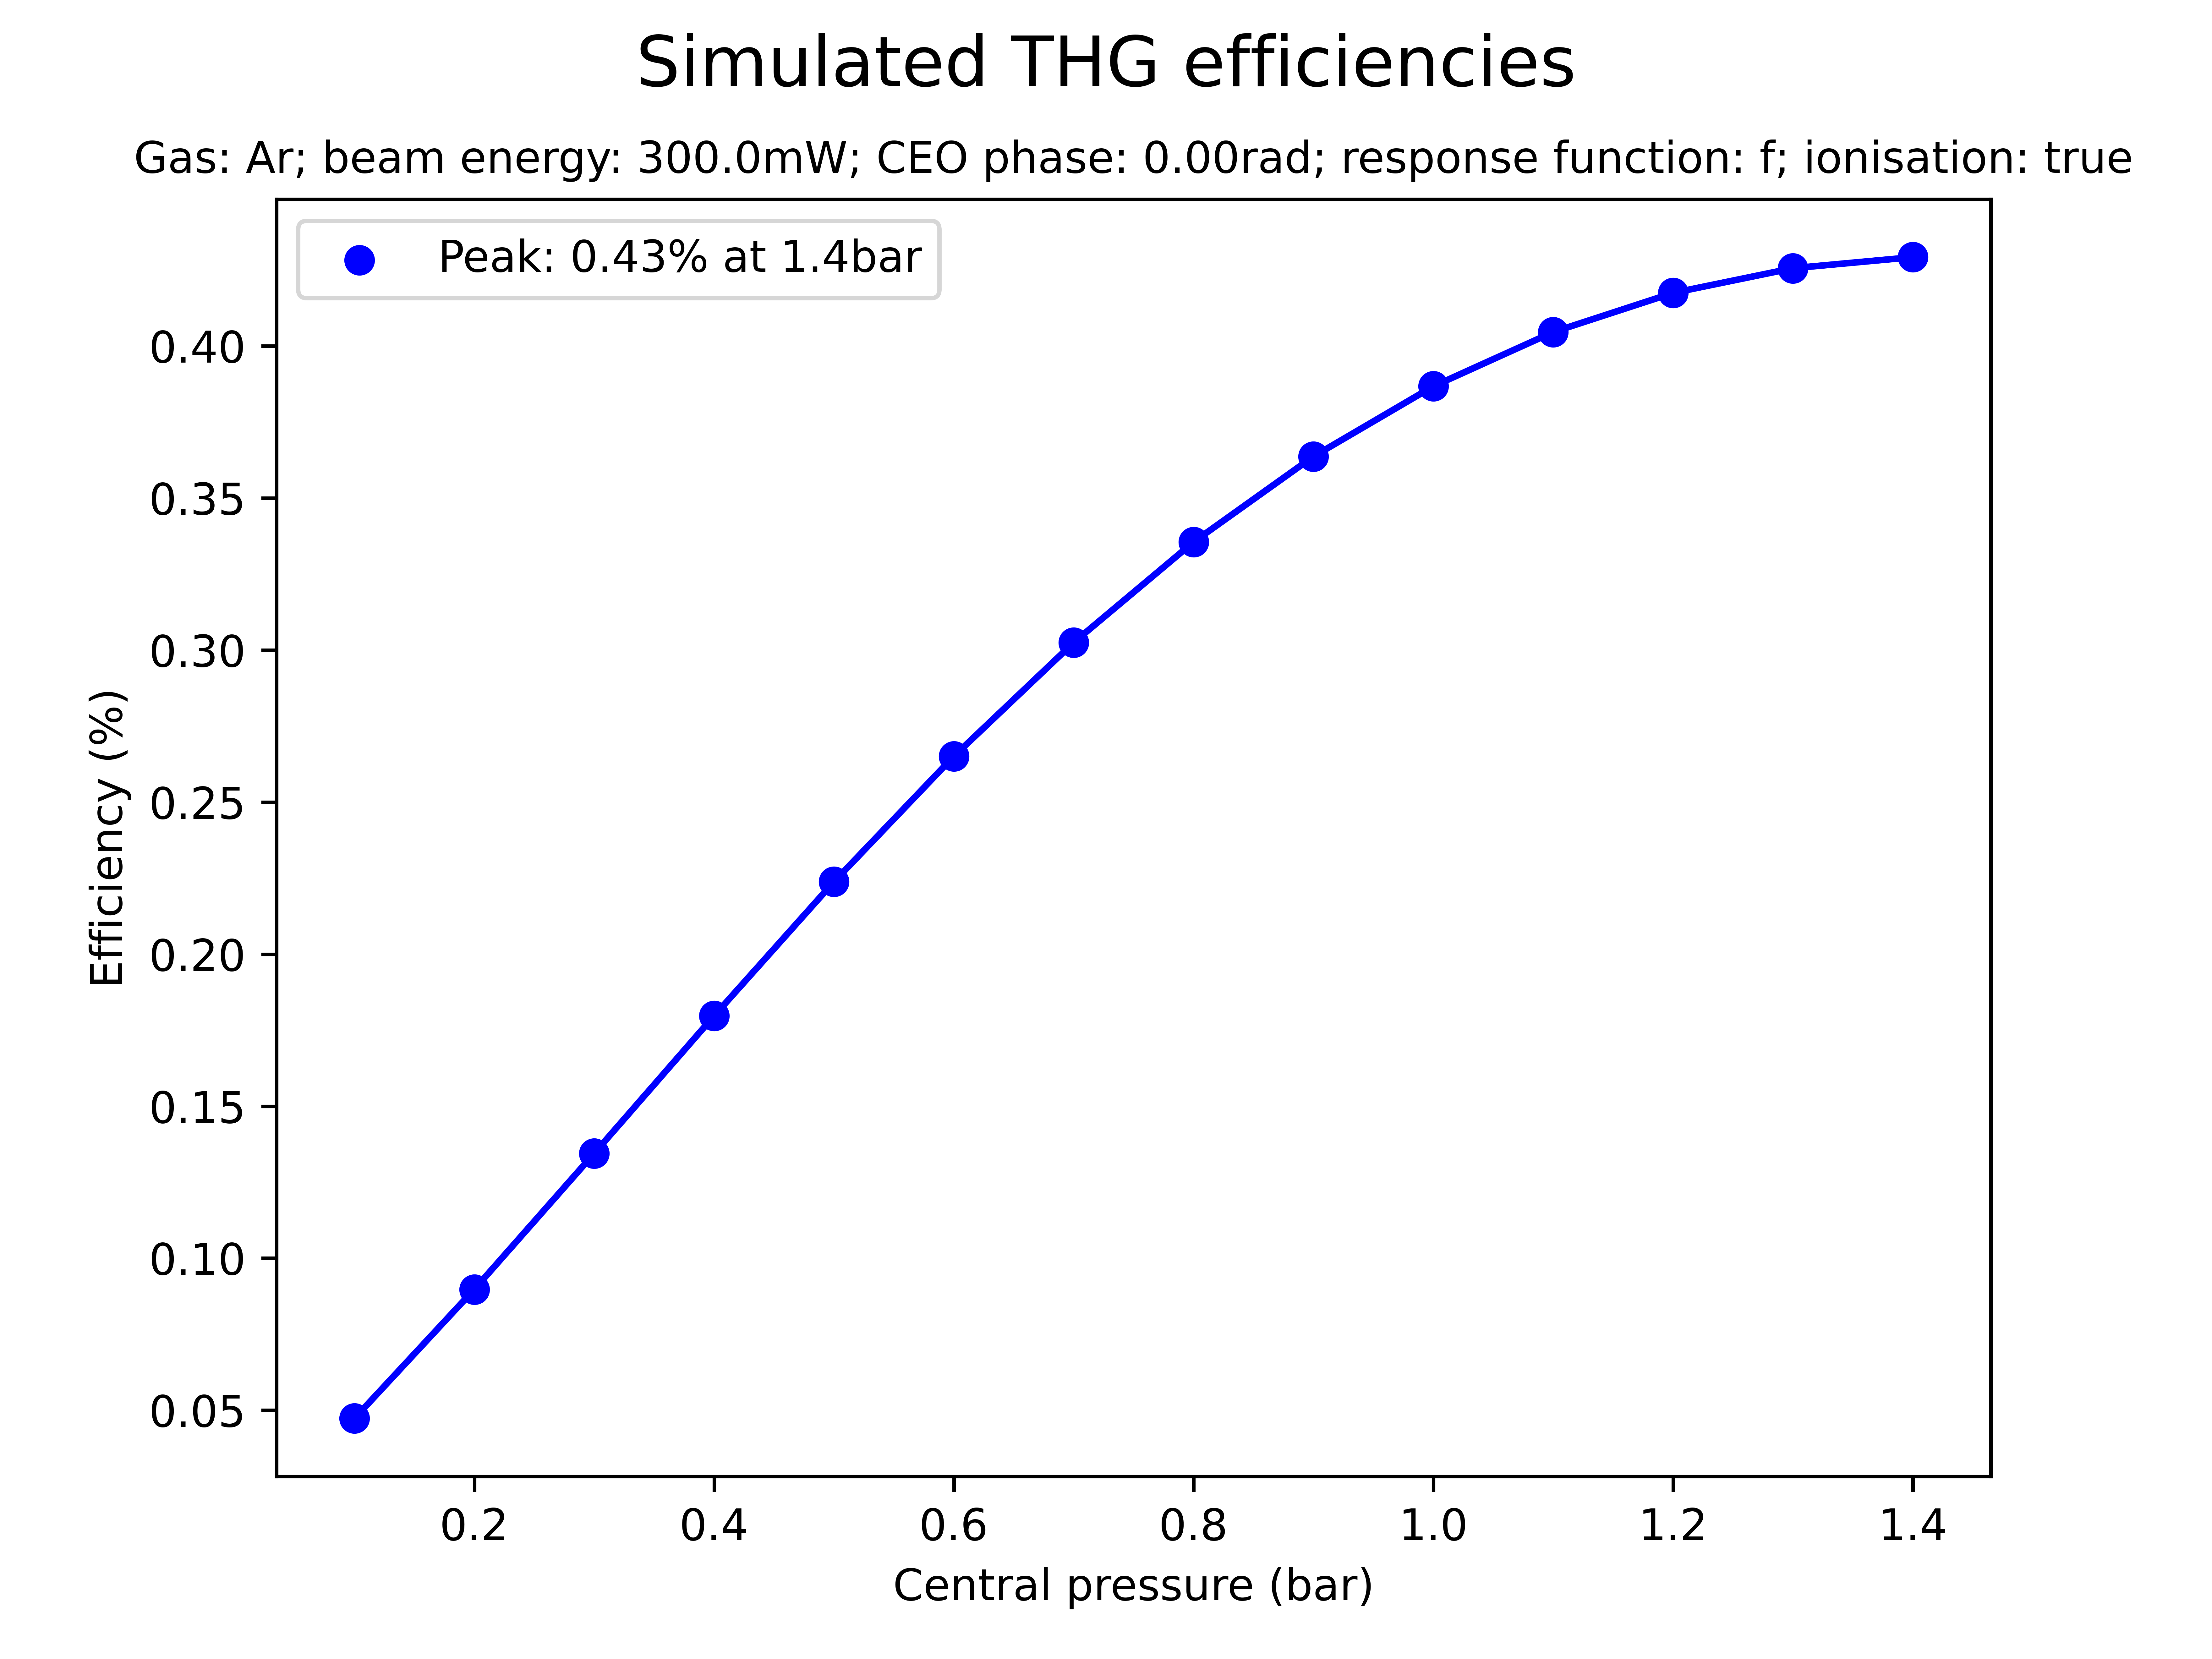 Simulated THG efficiencies
Gas: Ar; beam energy: 300.0mW; CEO phase: 0.00rad; response function: f; ionisation: true
Peak: 0.43% at 1.4bar
0.40
0.35
0.30
0.25
0.20
0.15
0.10
0.05
Efficiency (%)
0.2 0.4 0.6 0.8 1.0 1.2 1.4
Central pressure (bar)